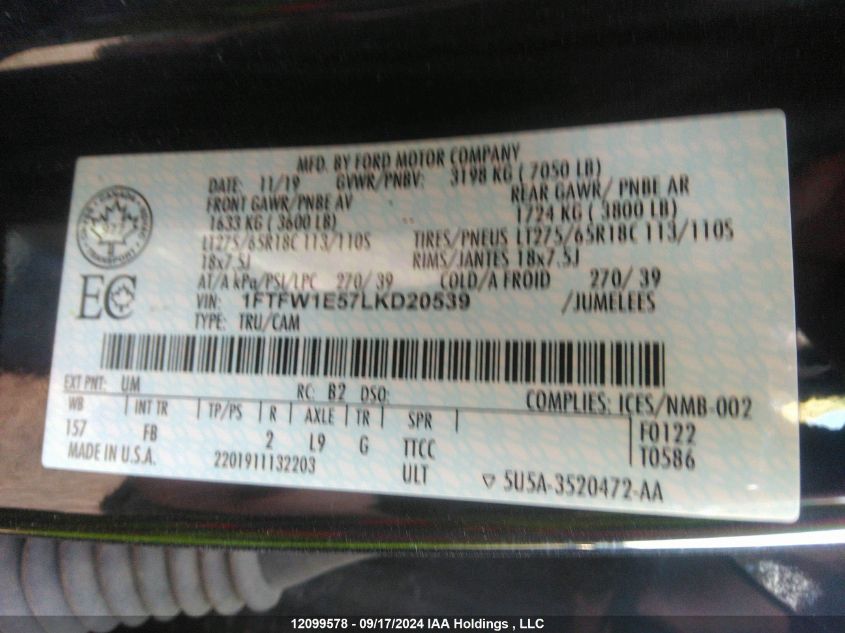 MFD. BY FORD MOTOR COMPANY
DATE: 11/19 GVWR/PNBV: 3198 KG ( 7050 LB)
FRONT GAWR/PNBE AV REAR GAWR/ PNBE AR
1633 KG ( 3600 LB) 1724 KG ( 3800 LB)
LT275/65R18C 113/110S TIRES/PNEUS LT275/65R18C 113/110S
18x7.5J RIMS/JANTES 18x7.5J
AT/A kPa/PSI/LPC 270/ 39 COLD/A FROID 270/ 39
VIN: 1FTFW1E57LKD20539 /JUMELEES
TYPE: TRU/CAM
CANADA
TRANSPORT
EC
EXT PNT: UM RC: B2 DSO: COMPLIES: ICES/NMB-002
WB INT TR TP/PS R AXLE TR SPR F0122
157 FB 2 L9 G TTCC T0586
MADE IN U.S.A. 2201911132203 ULT 5U5A-3520472-AA
12099578 - 09/17/2024 IAA Holdings , LLC